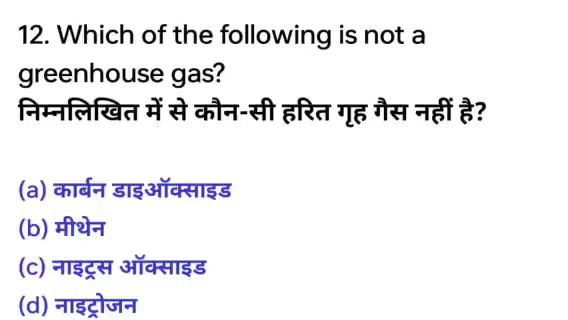 12. Which of the following is not a
greenhouse gas?
निम्नलिखित में से कौन-सी हरित गृह गैस नहीं है?
(a) कार्बन डाइऑक्साइड
(b) मीथेन
(c) नाइट्रस ऑक्साइड
(d) नाइट्रोजन